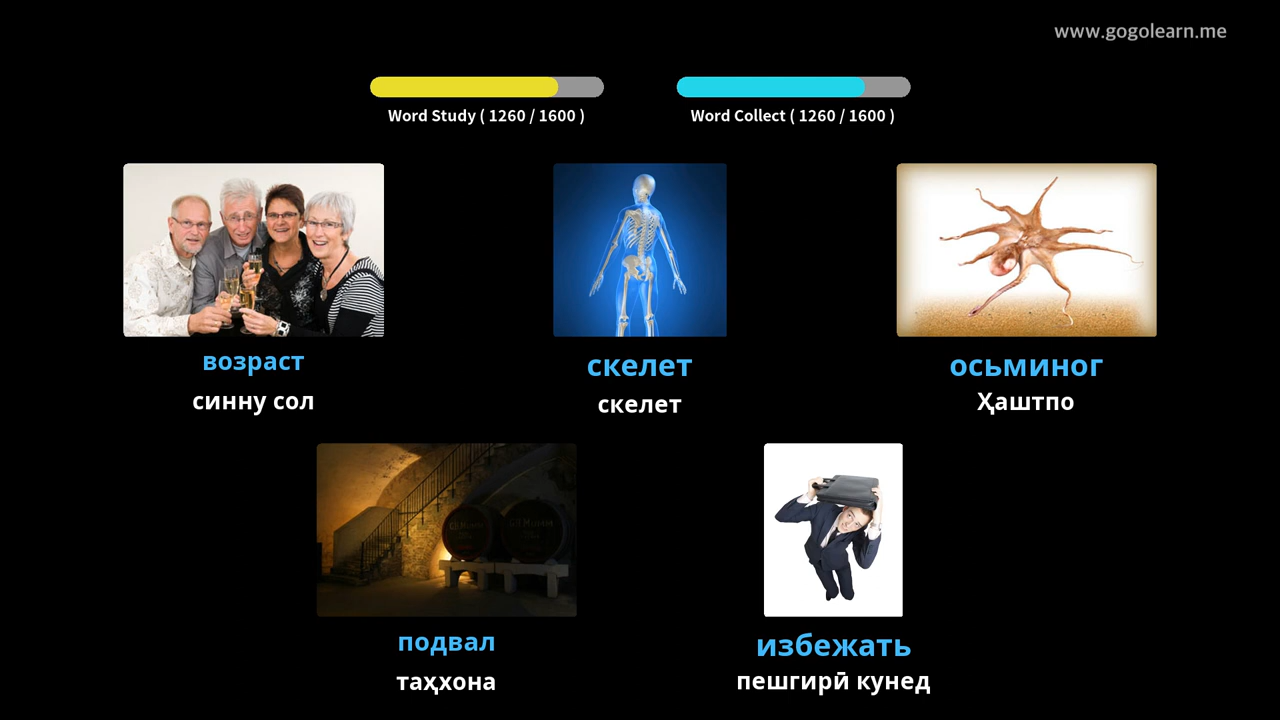 www.gogolearn.me
Word Study ( 1260 / 1600 )
Word Collect ( 1260 / 1600 )
возраст
скелет
осьминог
синну сол
скелет
Ҳаштпо
подвал
избежать
таҳхона
пешгирӣ кунед